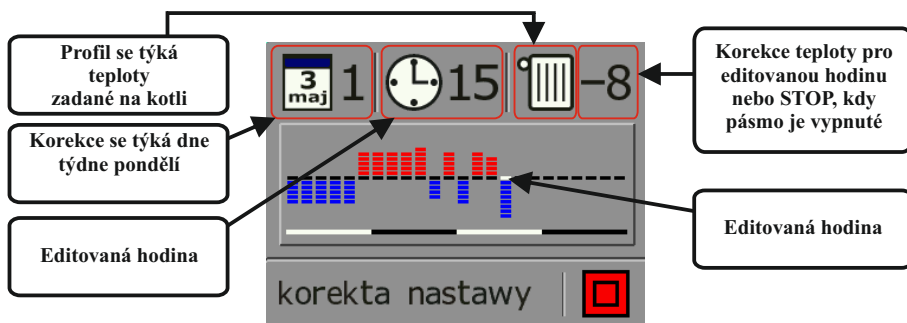 Profil se týká
teploty
zadané na kotli
Korekce se týká dne
týdne pondělí
Editovaná hodina
3
maj
1
15
-8
korekta nastawy
Korekce teploty pro
editovanou hodinu
nebo STOP, kdy
pásmo je vypnuté
Editovaná hodina